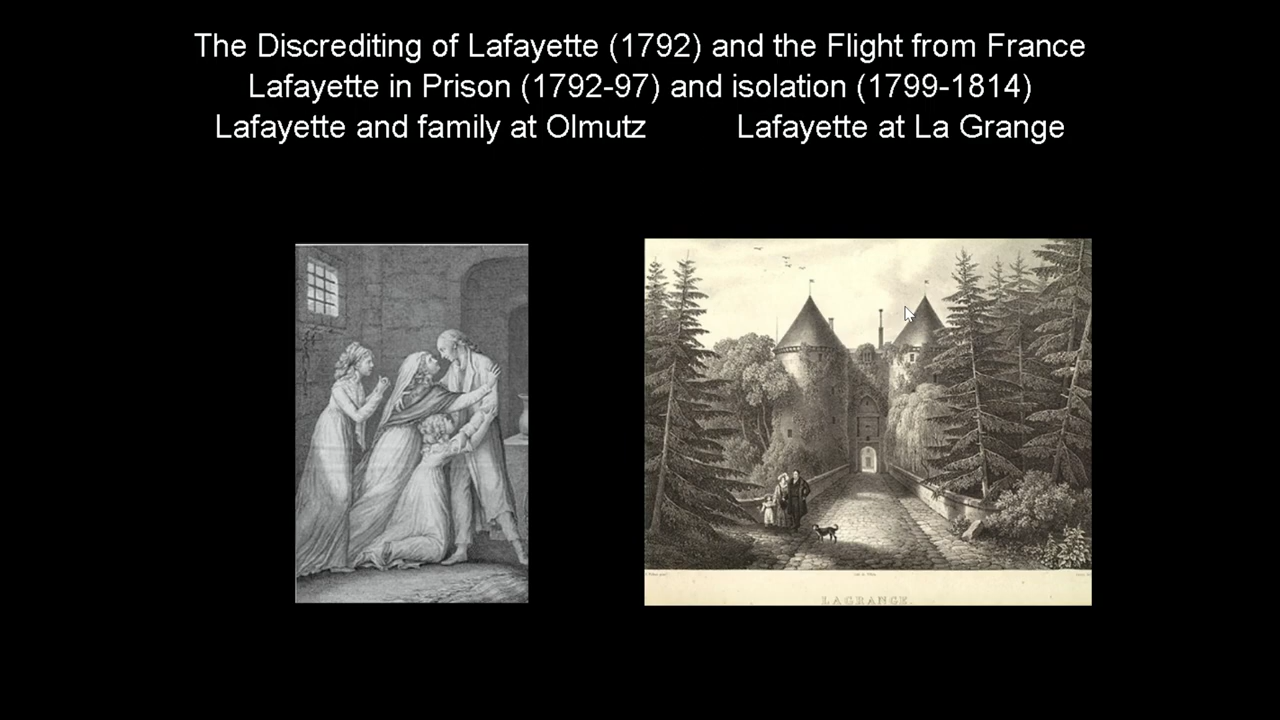 The Discrediting of Lafayette (1792) and the Flight from France
Lafayette in Prison (1792-97) and isolation (1799-1814)
Lafayette and family at Olmutz Lafayette at La Grange
LAGRANGE.